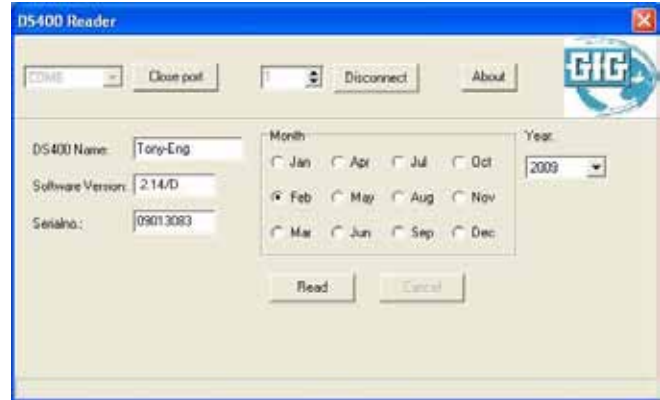 DS400 Reader
Close port
1
Disconnect
About
GIG
DS400 Name:
Tony-Eng
Software Version:
2.14/D
Serialno.:
09013083
Month
Jan Apr Jul Oct
Feb May Aug Nov
Mar Jun Sep Dec
Year.
2009
Read
Cancel